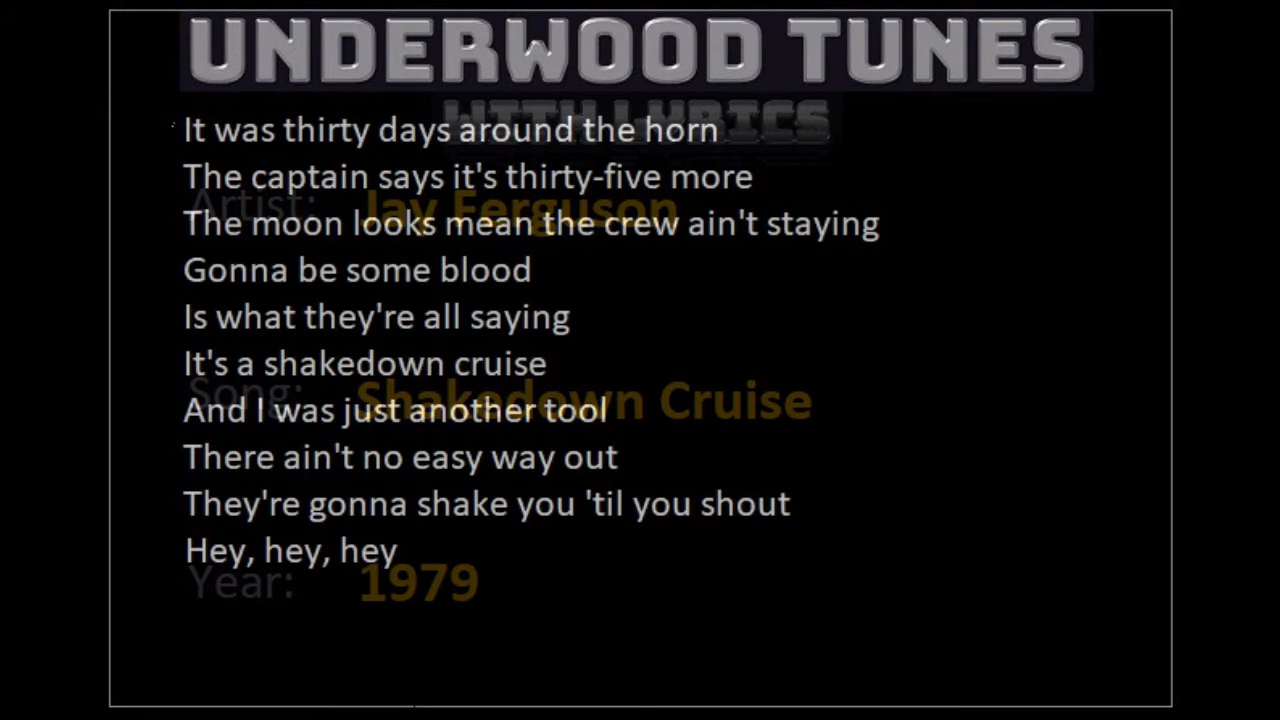 UNDERWOOD TUNES
WITH LYRICS
It was thirty days around the horn
The captain says it's thirty-five more
Artist: Jay Ferguson
The moon looks mean the crew ain't staying
Gonna be some blood
Is what they're all saying
It's a shakedown cruise
Song: Shakedown Cruise
And I was just another tool
There ain't no easy way out
They're gonna shake you 'til you shout
Hey, hey, hey
Year: 1979